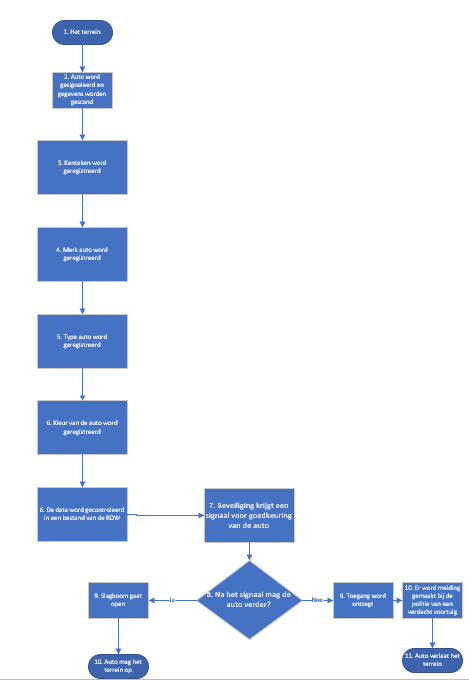 1. Het terrein
2. Auto word
gesignaleerd en
gegevens worden
gescand
3. Kenteken word
geregistreerd
4. Merk auto word
geregistreerd
5. Type auto word
geregistreerd
6. Kleur van de auto word
geregistreerd
6. De data word gecontroleerd
in een bestand van de RDW
7. Beveiliging krijgt een
signaal voor goedkeuring
van de auto
8. Na het signaal mag de
auto verder?
Ja
Nee
9. Slagboom gaat
open
9. Toegang word
ontzegt
10. Er word melding
gemaakt bij de
politie van een
verdacht voertuig
10. Auto mag het
terrein op
11. Auto verlaat het
terrein